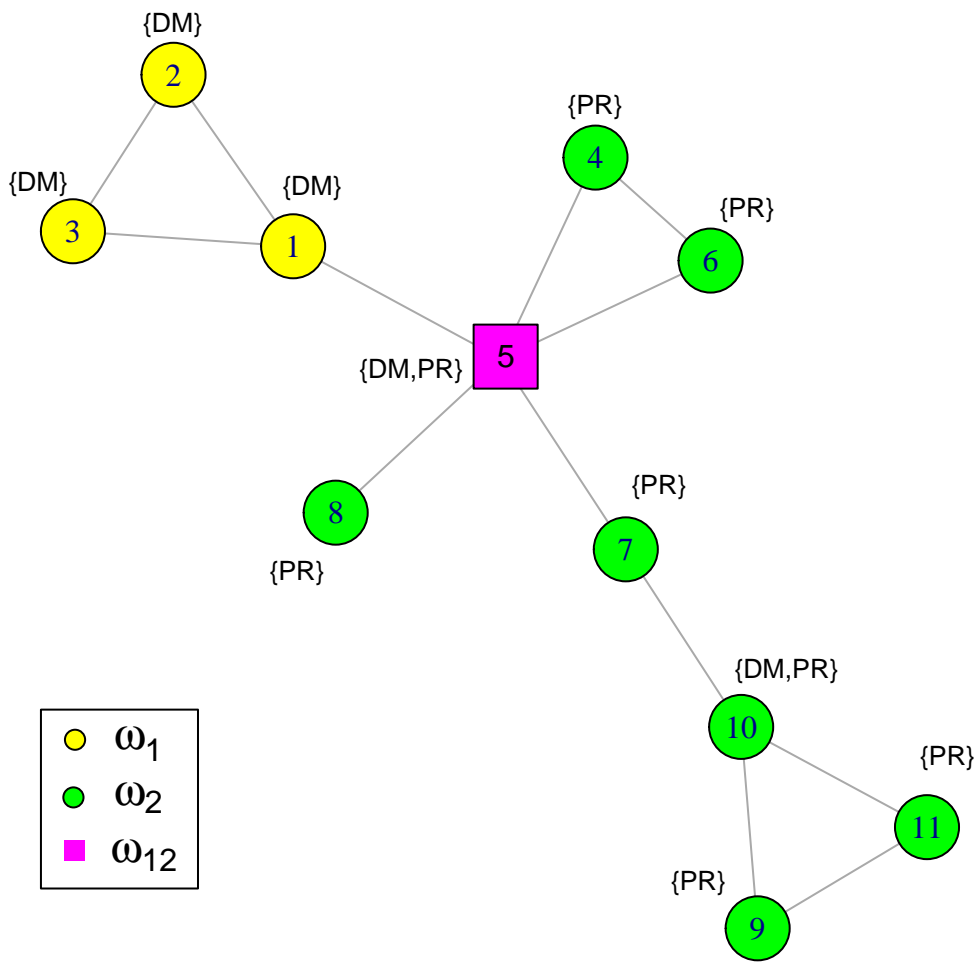 {DM}
2
{PR}
4
{DM}
3
{DM}
1
{PR}
6
{DM,PR}
5
8
{PR}
{PR}
7
{DM,PR}
10
{PR}
11
{PR}
9
ω1
ω2
ω12